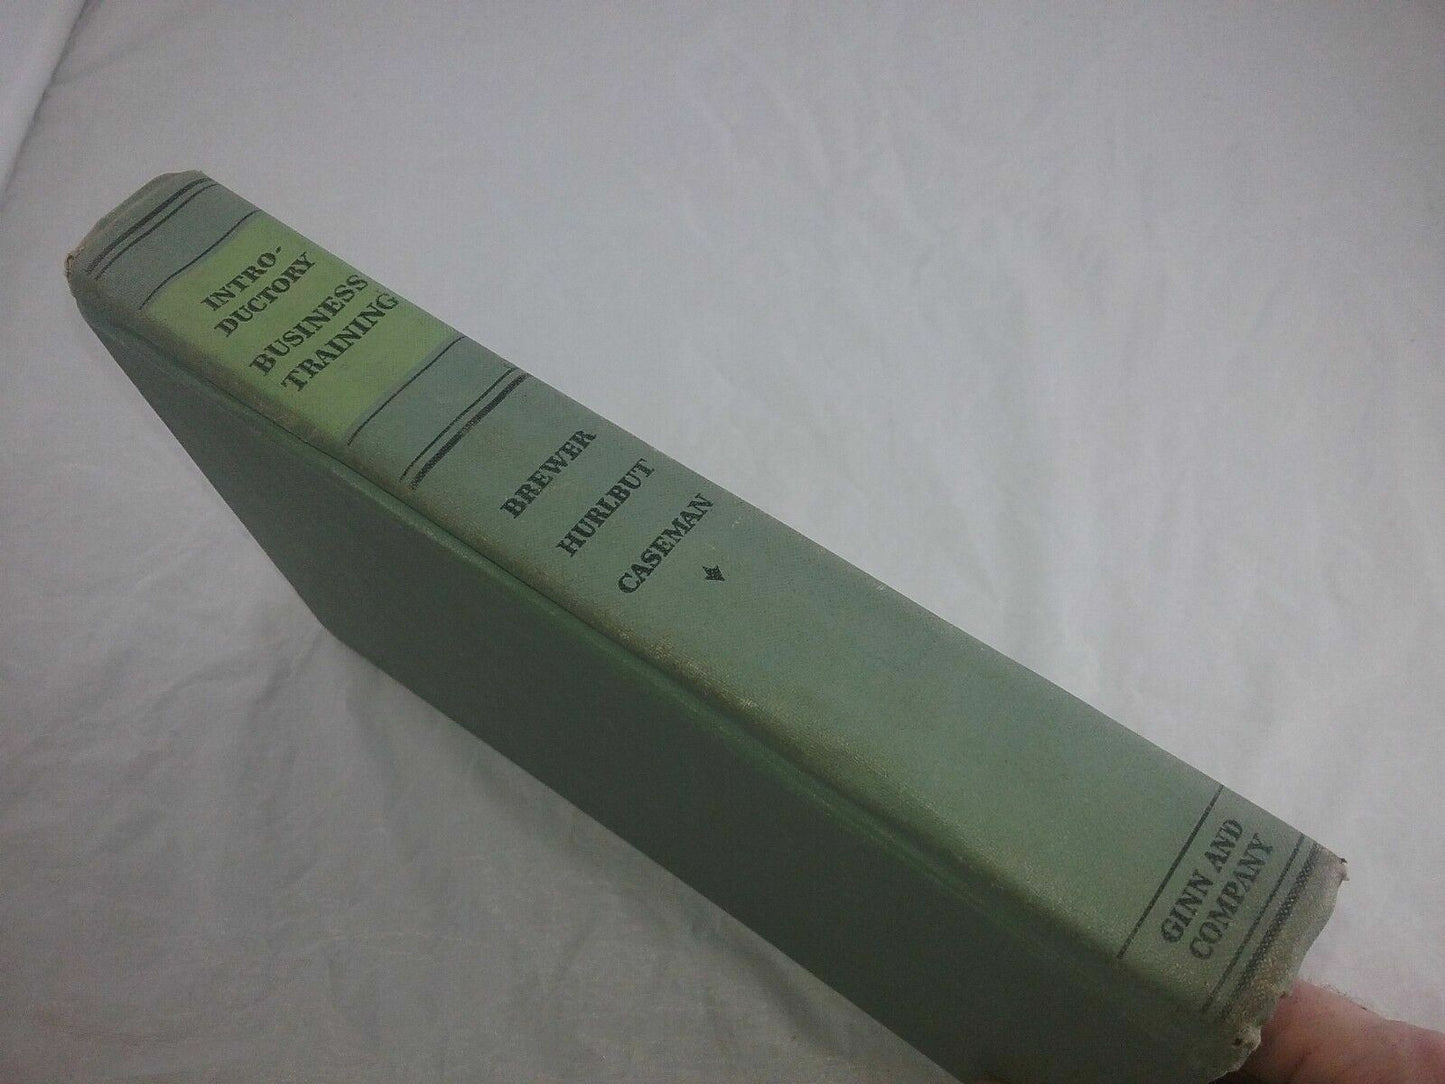 INTRO-
DUCTORY
BUSINESS
TRAINING
BREWER
HURLBUT
CASEMAN
GINN AND
COMPANY